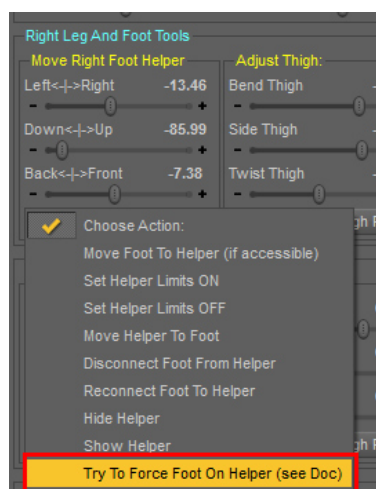 Right Leg And Foot Tools
Move Right Foot Helper
Adjust Thigh:
Left<-|->Right -13.46
Bend Thigh
Down<-|->Up -85.99
Side Thigh
Back<-|->Front -7.38
Twist Thigh
Choose Action:
Move Foot To Helper (if accessible)
Set Helper Limits ON
Set Helper Limits OFF
Move Helper To Foot
Disconnect Foot From Helper
Reconnect Foot To Helper
Hide Helper
Show Helper
Try To Force Foot On Helper (see Doc)